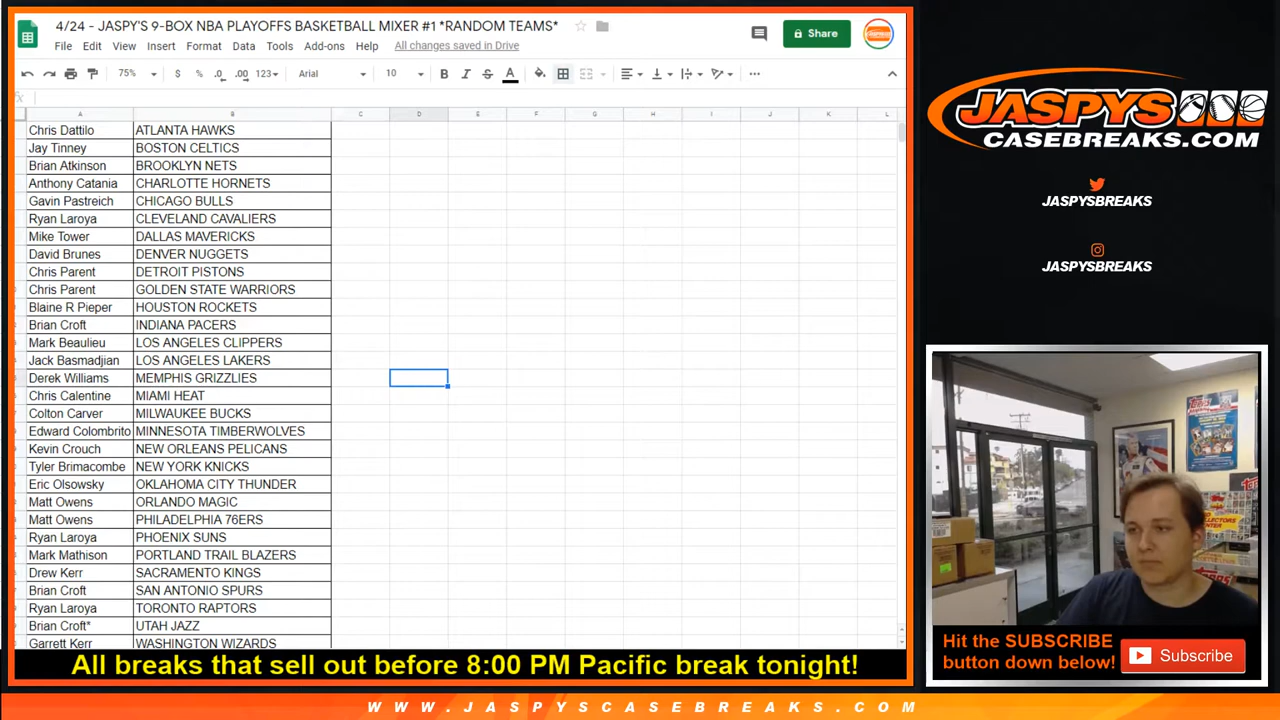 4/24 - JASPY'S 9-BOX NBA PLAYOFFS BASKETBALL MIXER #1 *RANDOM TEAMS*
File Edit View Insert Format Data Tools Add-ons Help All changes saved in Drive
Share
75% $ % .0 .00 123 Arial 10 B I S A
fx
A B C D E F G H I J K L
Chris Dattilo ATLANTA HAWKS
Jay Tinney BOSTON CELTICS
Brian Atkinson BROOKLYN NETS
Anthony Catania CHARLOTTE HORNETS
Gavin Pastreich CHICAGO BULLS
Ryan Laroya CLEVELAND CAVALIERS
Mike Tower DALLAS MAVERICKS
David Brunes DENVER NUGGETS
Chris Parent DETROIT PISTONS
Chris Parent GOLDEN STATE WARRIORS
Blaine R Pieper HOUSTON ROCKETS
Brian Croft INDIANA PACERS
Mark Beaulieu LOS ANGELES CLIPPERS
Jack Basmadjian LOS ANGELES LAKERS
Derek Williams MEMPHIS GRIZZLIES
Chris Calentine MIAMI HEAT
Colton Carver MILWAUKEE BUCKS
Edward Colombrito MINNESOTA TIMBERWOLVES
Kevin Crouch NEW ORLEANS PELICANS
Tyler Brimacombe NEW YORK KNICKS
Eric Olsowsky OKLAHOMA CITY THUNDER
Matt Owens ORLANDO MAGIC
Matt Owens PHILADELPHIA 76ERS
Ryan Laroya PHOENIX SUNS
Mark Mathison PORTLAND TRAIL BLAZERS
Drew Kerr SACRAMENTO KINGS
Brian Croft SAN ANTONIO SPURS
Ryan Laroya TORONTO RAPTORS
Brian Croft* UTAH JAZZ
Garrett Kerr WASHINGTON WIZARDS
All breaks that sell out before 8:00 PM Pacific break tonight!
JASPYS
CASEBREAKS.COM
JASPYSBREAKS
JASPYSBREAKS
Topps
COLLECTORS
CENTER
Topps
Hit the SUBSCRIBE
button down below!
Subscribe
WWW.JASPYSCASEBREAKS.COM